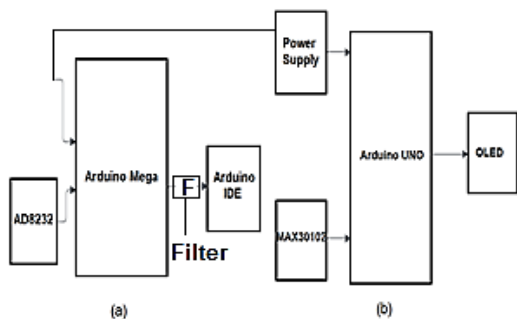 Power
Supply
Arduino Mega
F
Arduino
IDE
AD8232
Filter
Arduino UNO
OLED
MAX30102
(a)
(b)